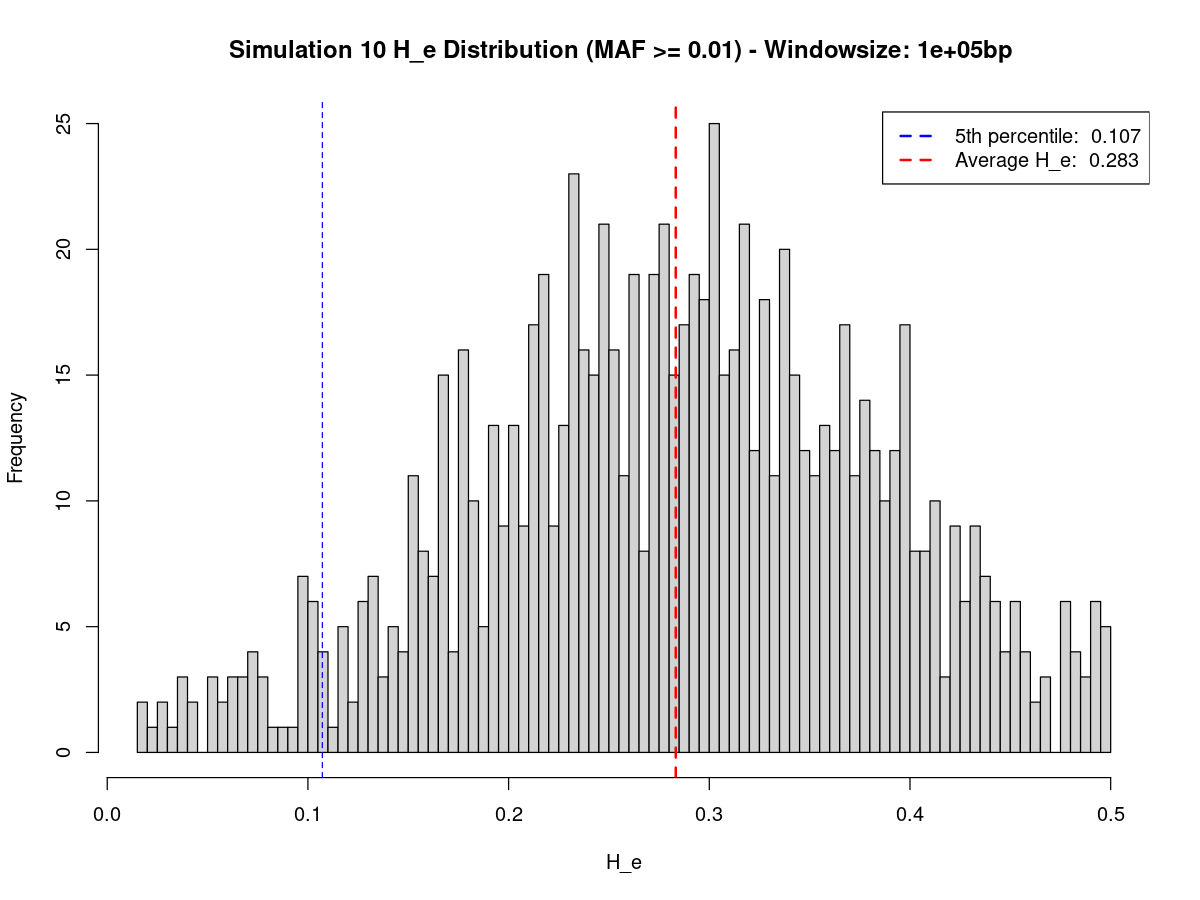 Simulation 10 H_e Distribution (MAF >= 0.01) - Windowsize: 1e+05bp
5th percentile: 0.107
Average H_e: 0.283
25
20
15
10
5
0
Frequency
0.0 0.1 0.2 0.3 0.4 0.5
H_e